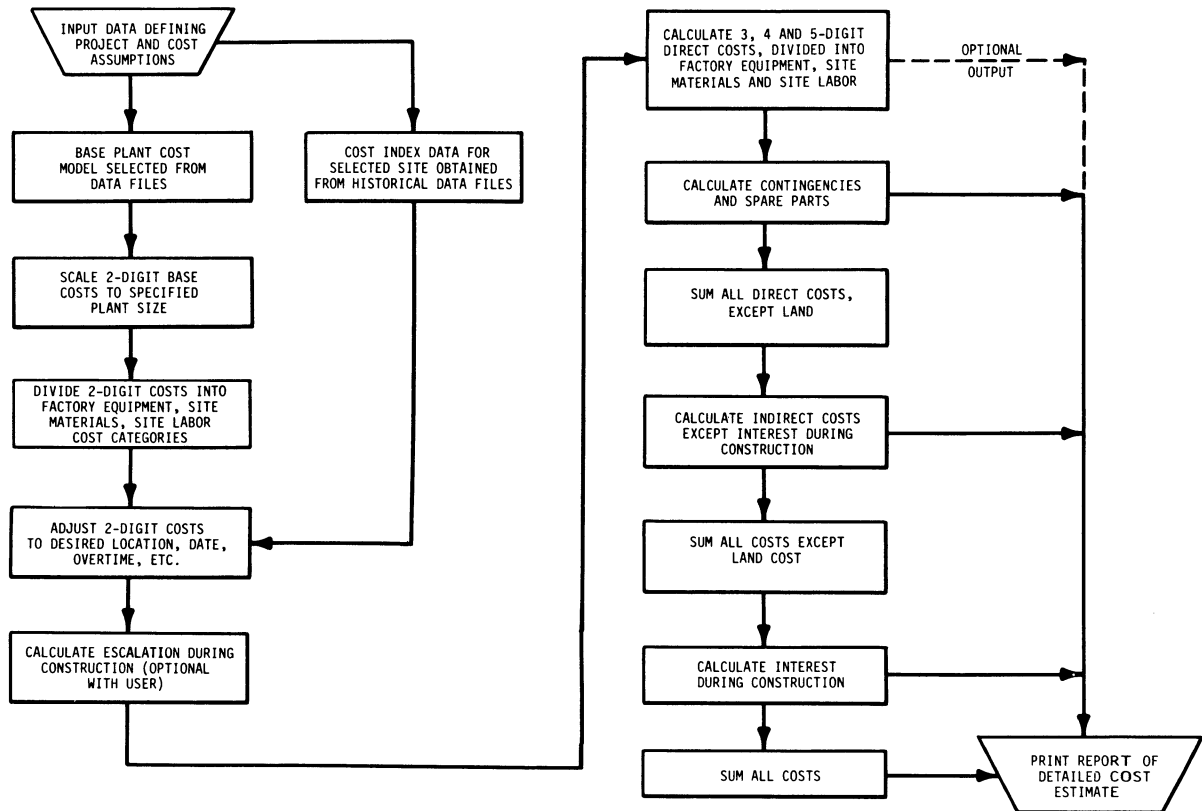 INPUT DATA DEFINING
PROJECT AND COST
ASSUMPTIONS
BASE PLANT COST
MODEL SELECTED FROM
DATA FILES
COST INDEX DATA FOR
SELECTED SITE OBTAINED
FROM HISTORICAL DATA FILES
SCALE 2-DIGIT BASE
COSTS TO SPECIFIED
PLANT SIZE
DIVIDE 2-DIGIT COSTS INTO
FACTORY EQUIPMENT, SITE
MATERIALS, SITE LABOR
COST CATEGORIES
ADJUST 2-DIGIT COSTS
TO DESIRED LOCATION, DATE,
OVERTIME, ETC.
CALCULATE ESCALATION DURING
CONSTRUCTION (OPTIONAL
WITH USER)
CALCULATE 3, 4 AND 5-DIGIT
DIRECT COSTS, DIVIDED INTO
FACTORY EQUIPMENT, SITE
MATERIALS AND SITE LABOR
OPTIONAL
OUTPUT
CALCULATE CONTINGENCIES
AND SPARE PARTS
SUM ALL DIRECT COSTS,
EXCEPT LAND
CALCULATE INDIRECT COSTS
EXCEPT INTEREST DURING
CONSTRUCTION
SUM ALL COSTS EXCEPT
LAND COST
CALCULATE INTEREST
DURING CONSTRUCTION
SUM ALL COSTS
PRINT REPORT OF
DETAILED COST
ESTIMATE